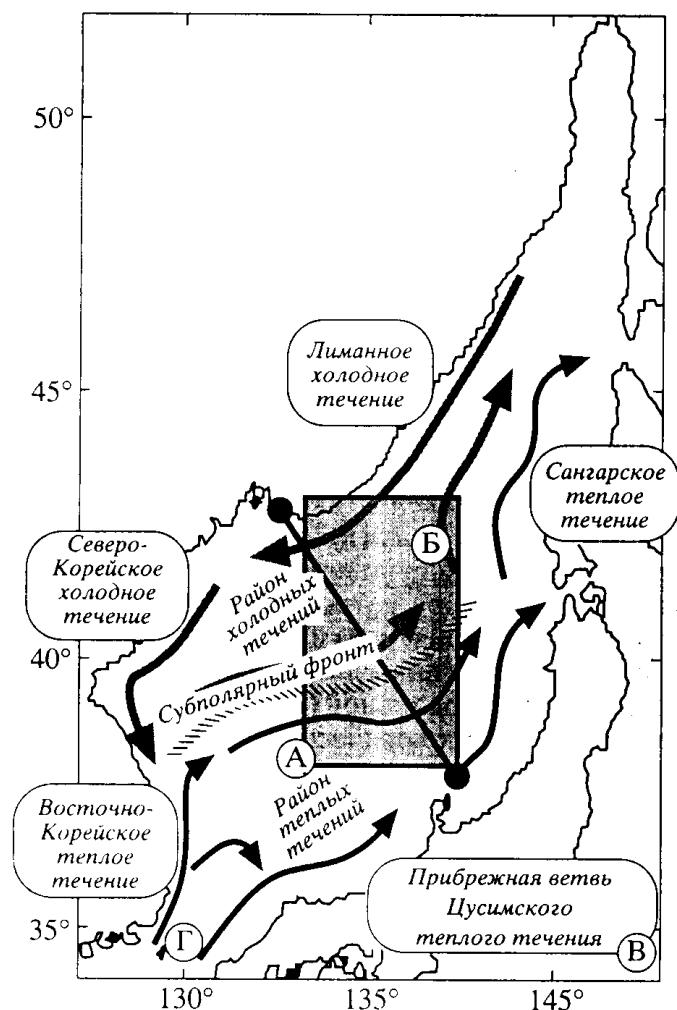 50°
45°
40°
35°
130°
135°
145°
Лиманное
холодное
течение
Сангарское
теплое
течение
Северо-
Корейское
холодное
течение
Б
Район
холодных
течений
Субполярный фронт
А
Район
теплых
течений
Восточно-
Корейское
теплое
течение
Прибрежная ветвь
Цусимского
теплого течения
В
Г